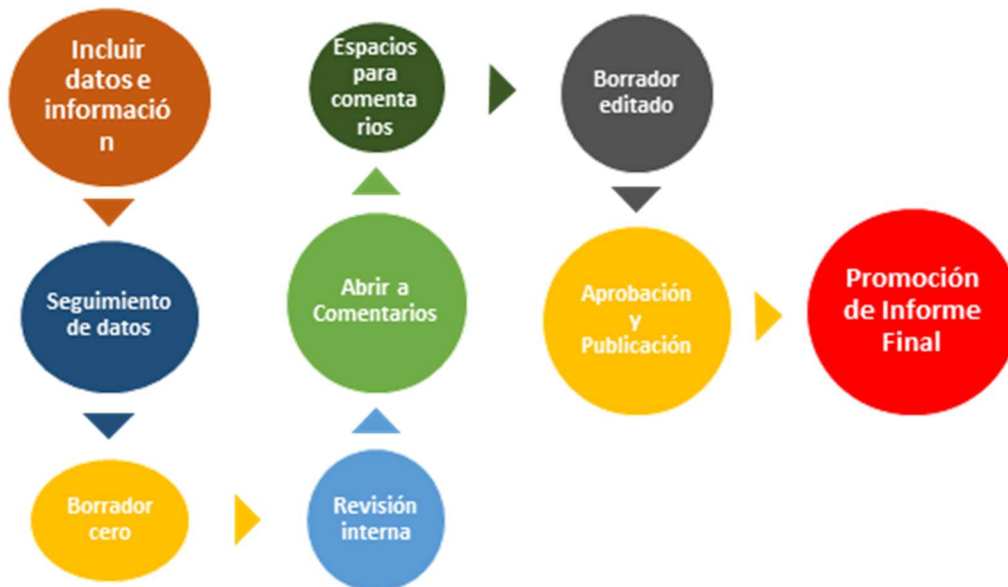 Incluir
datos e
informació
n
Seguimiento
de datos
Borrador
cero
Revisión
interna
Abrir a
Comentarios
Espacios
para
comenta
rios
Borrador
editado
Aprobación
y
Publicación
Promoción
de Informe
Final